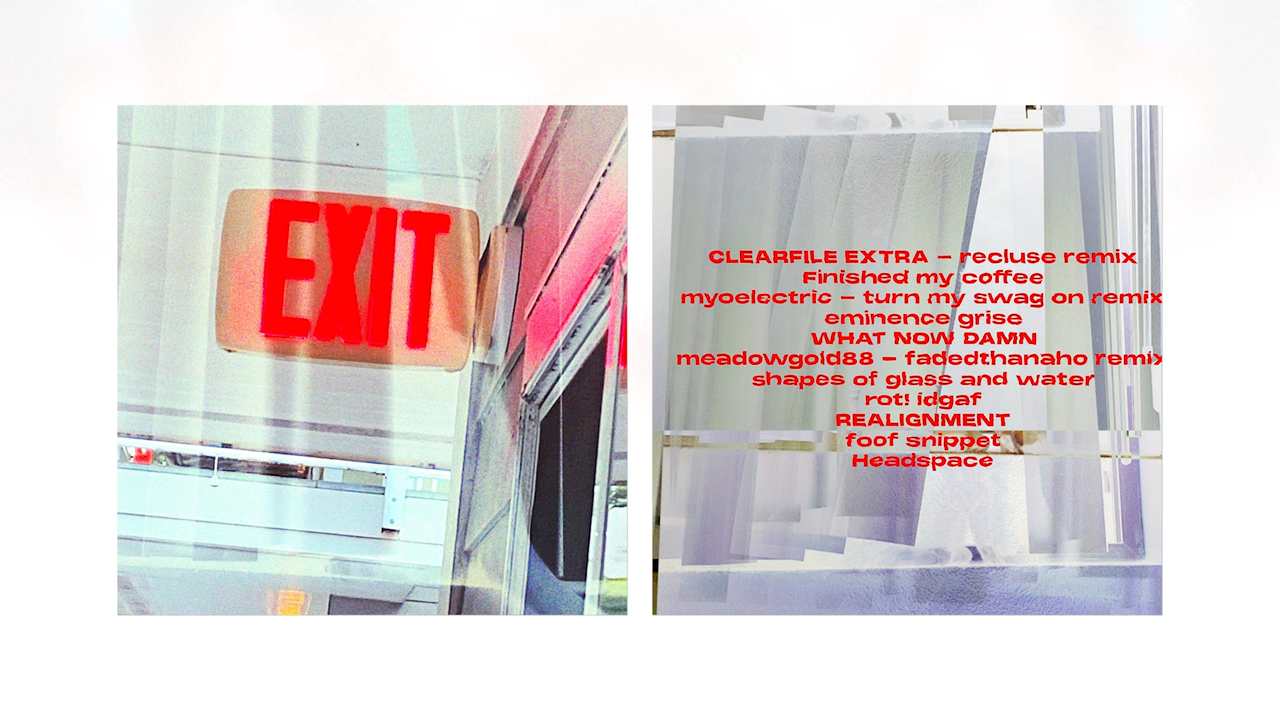 EXIT
CLEARFILE EXTRA – recluse remix
Finished my coffee
myoelectric – turn my swag on remix
eminence grise
WHAT NOW DAMN
meadowgold88 – fadedthanaho remix
shapes of glass and water
rot! idgaf
REALIGNMENT
foof snippet
Headspace